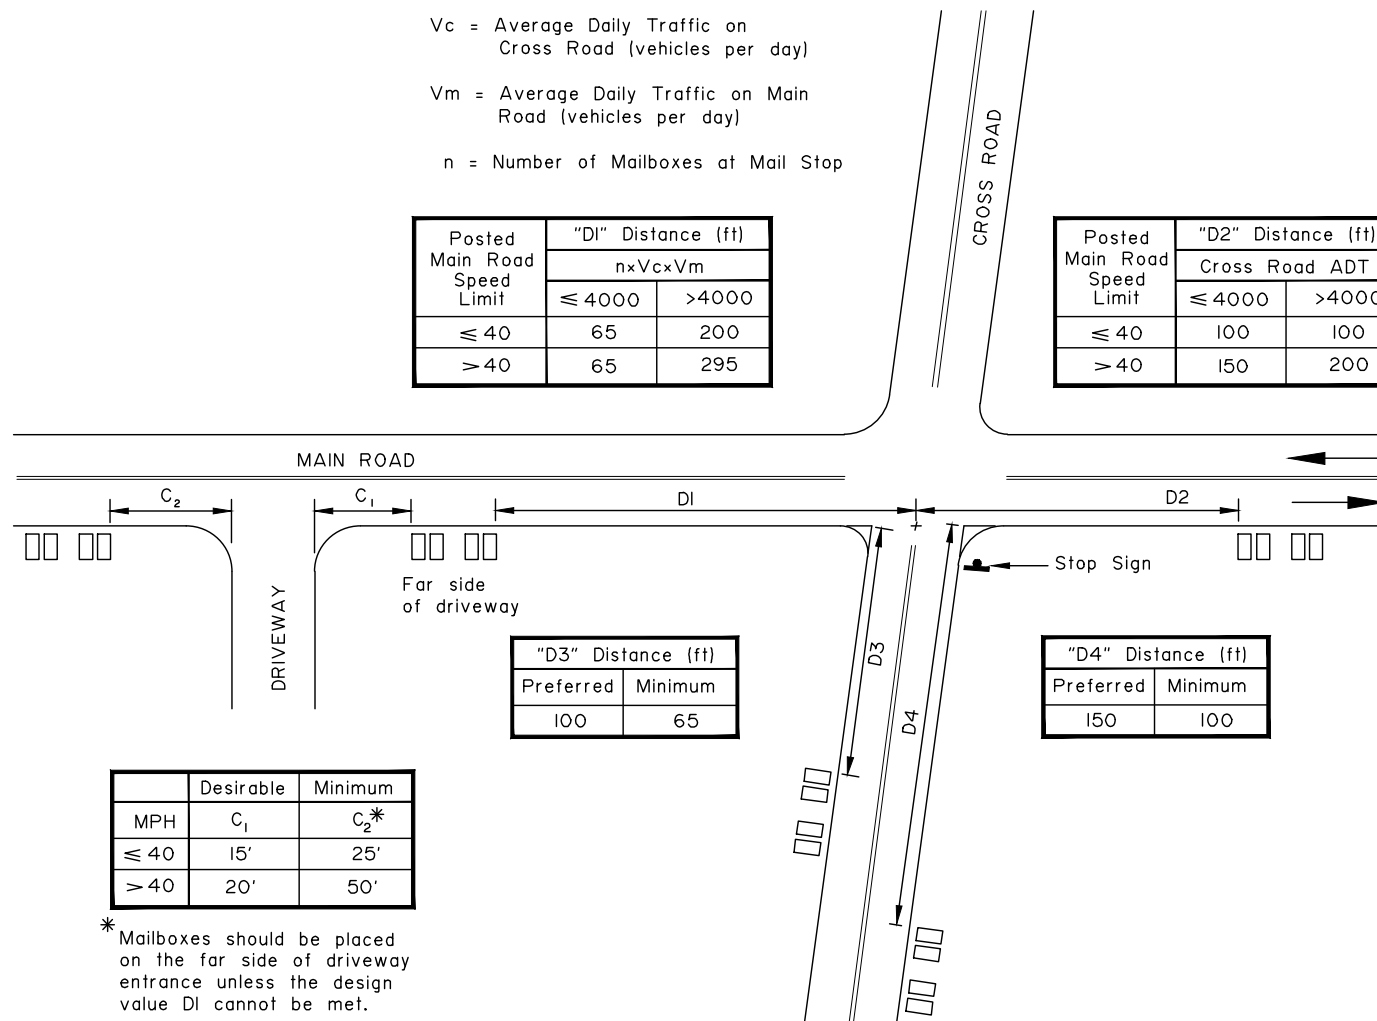 Vc = Average Daily Traffic on
Cross Road (vehicles per day)
Vm = Average Daily Traffic on Main
Road (vehicles per day)
n = Number of Mailboxes at Mail Stop
CROSS ROAD
Posted
Main Road
Speed
Limit
"D1" Distance (ft)
n×Vc×Vm
≤ 4000 >4000
≤ 40 65 200
> 40 65 295
Posted
Main Road
Speed
Limit
"D2" Distance (ft)
Cross Road ADT
≤ 4000 >4000
≤ 40 100 100
> 40 150 200
MAIN ROAD
C₂ C₁ D1 D2
Stop Sign
Far side
of driveway
DRIVEWAY
D3
D4
"D3" Distance (ft)
Preferred Minimum
100 65
"D4" Distance (ft)
Preferred Minimum
150 100
Desirable Minimum
MPH C₁ C₂*
≤ 40 15' 25'
> 40 20' 50'
* Mailboxes should be placed
on the far side of driveway
entrance unless the design
value D1 cannot be met.